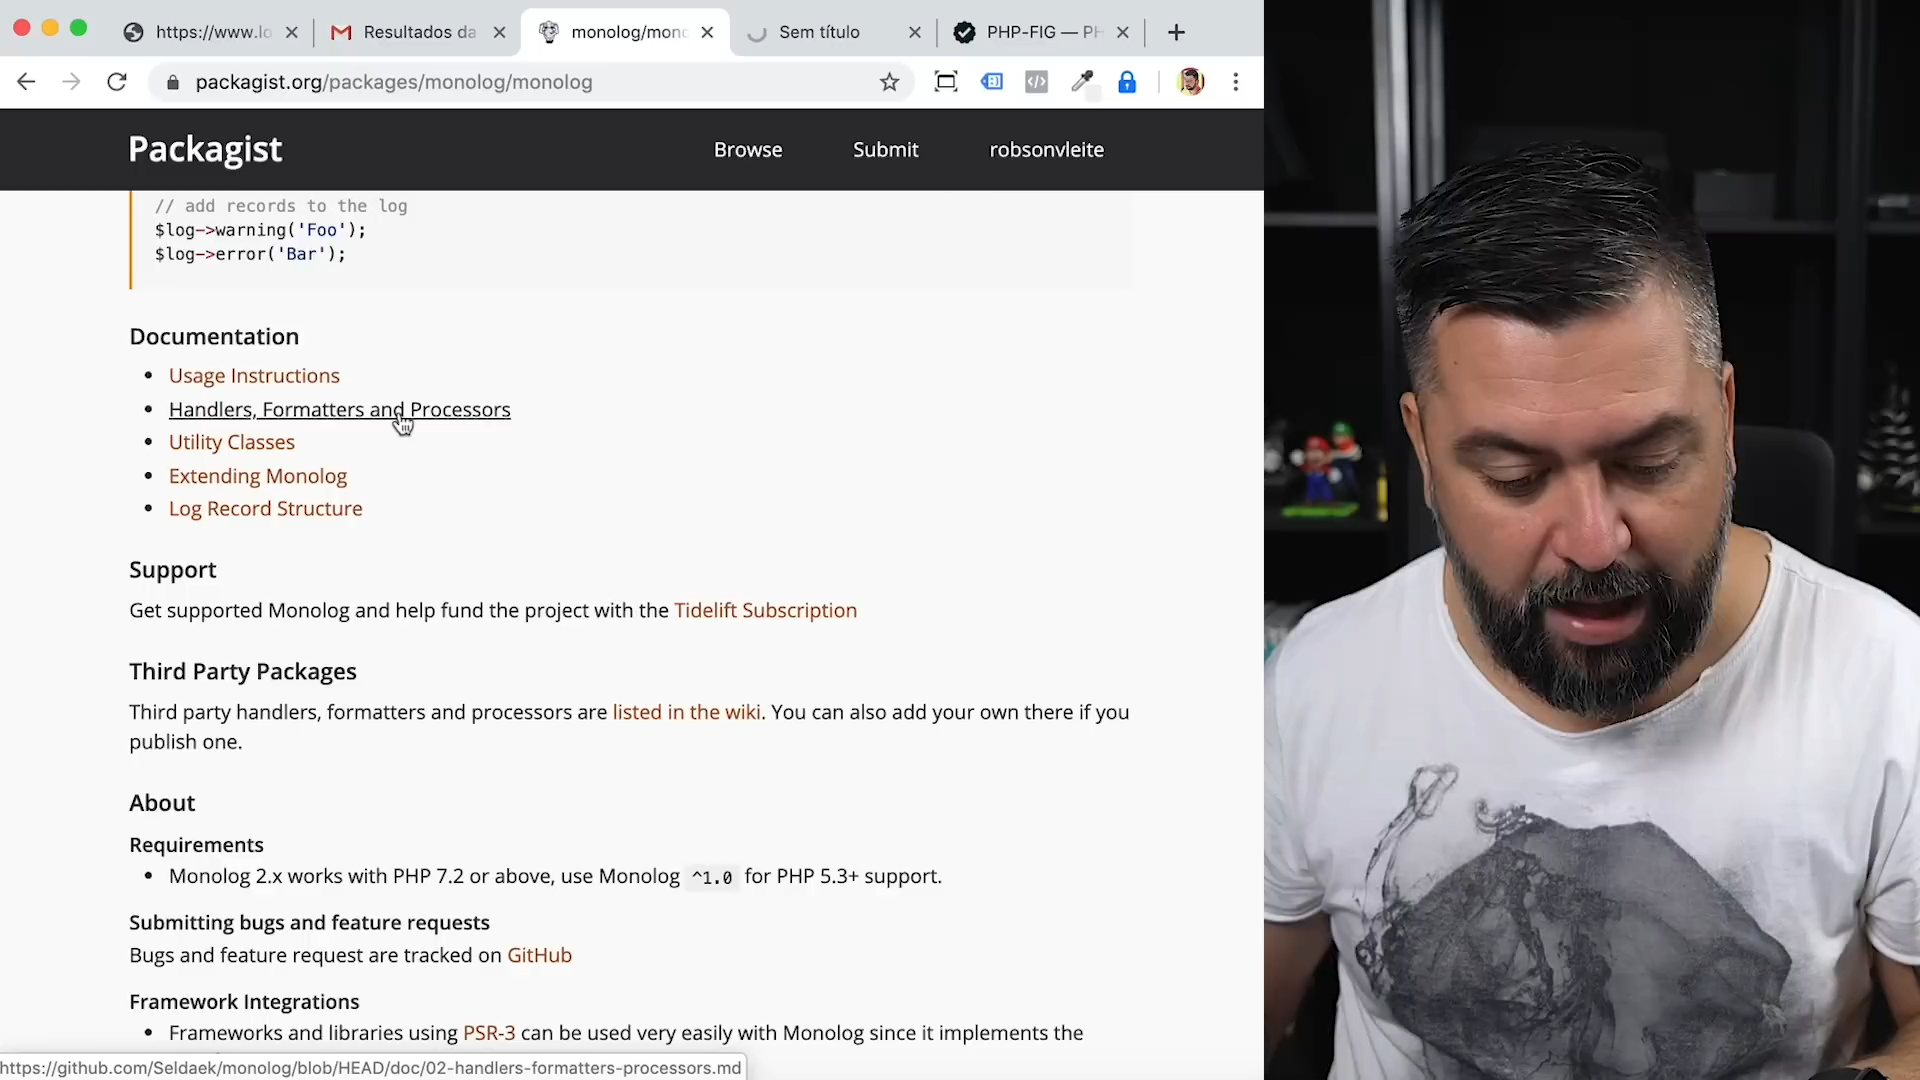 https://www.lo
Resultados da
monolog/mono
Sem título
PHP-FIG — PH
packagist.org/packages/monolog/monolog
Packagist
Browse
Submit
robsonvleite
// add records to the log
$log->warning('Foo');
$log->error('Bar');
Documentation
Usage Instructions
Handlers, Formatters and Processors
Utility Classes
Extending Monolog
Log Record Structure
Support
Get supported Monolog and help fund the project with the Tidelift Subscription
Third Party Packages
Third party handlers, formatters and processors are listed in the wiki. You can also add your own there if you
publish one.
About
Requirements
Monolog 2.x works with PHP 7.2 or above, use Monolog ^1.0 for PHP 5.3+ support.
Submitting bugs and feature requests
Bugs and feature request are tracked on GitHub
Framework Integrations
Frameworks and libraries using PSR-3 can be used very easily with Monolog since it implements the
https://github.com/Seldaek/monolog/blob/HEAD/doc/02-handlers-formatters-processors.md